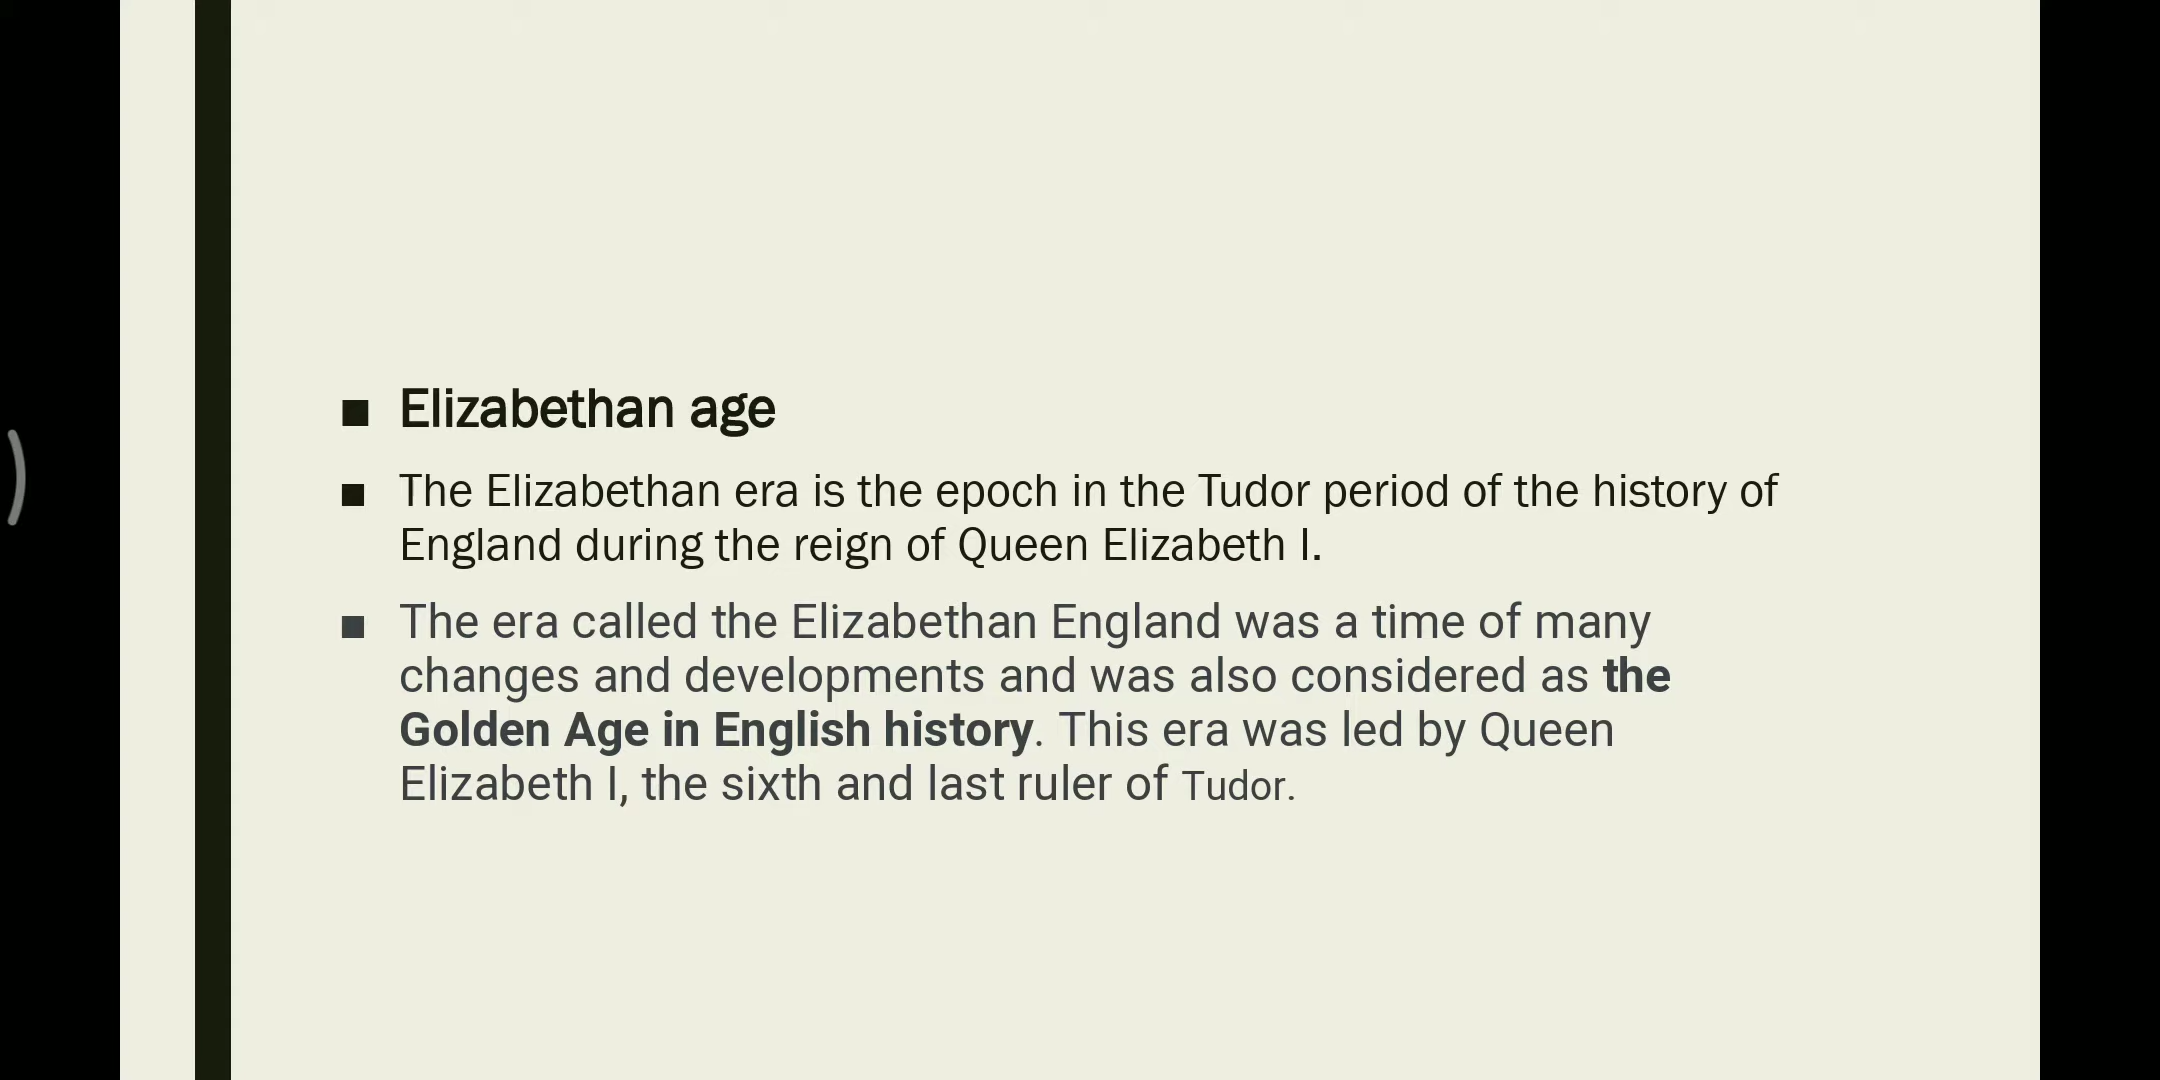 Elizabethan age
The Elizabethan era is the epoch in the Tudor period of the history of
England during the reign of Queen Elizabeth I.
The era called the Elizabethan England was a time of many
changes and developments and was also considered as the
Golden Age in English history. This era was led by Queen
Elizabeth I, the sixth and last ruler of Tudor.